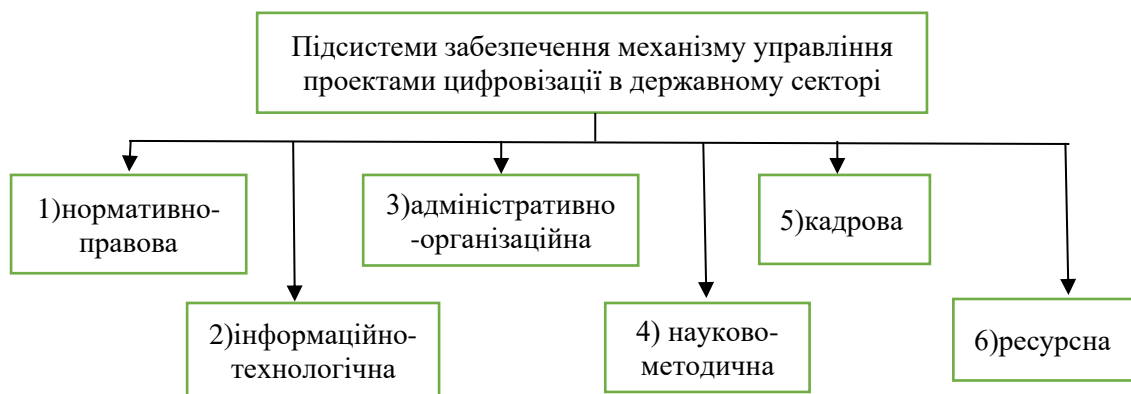 Підсистеми забезпечення механізму управління
проектами цифровізації в державному секторі
1)нормативно-
правова
2)інформаційно-
технологічна
3)адміністративно
-організаційна
4) науково-
методична
5)кадрова
6)ресурсна